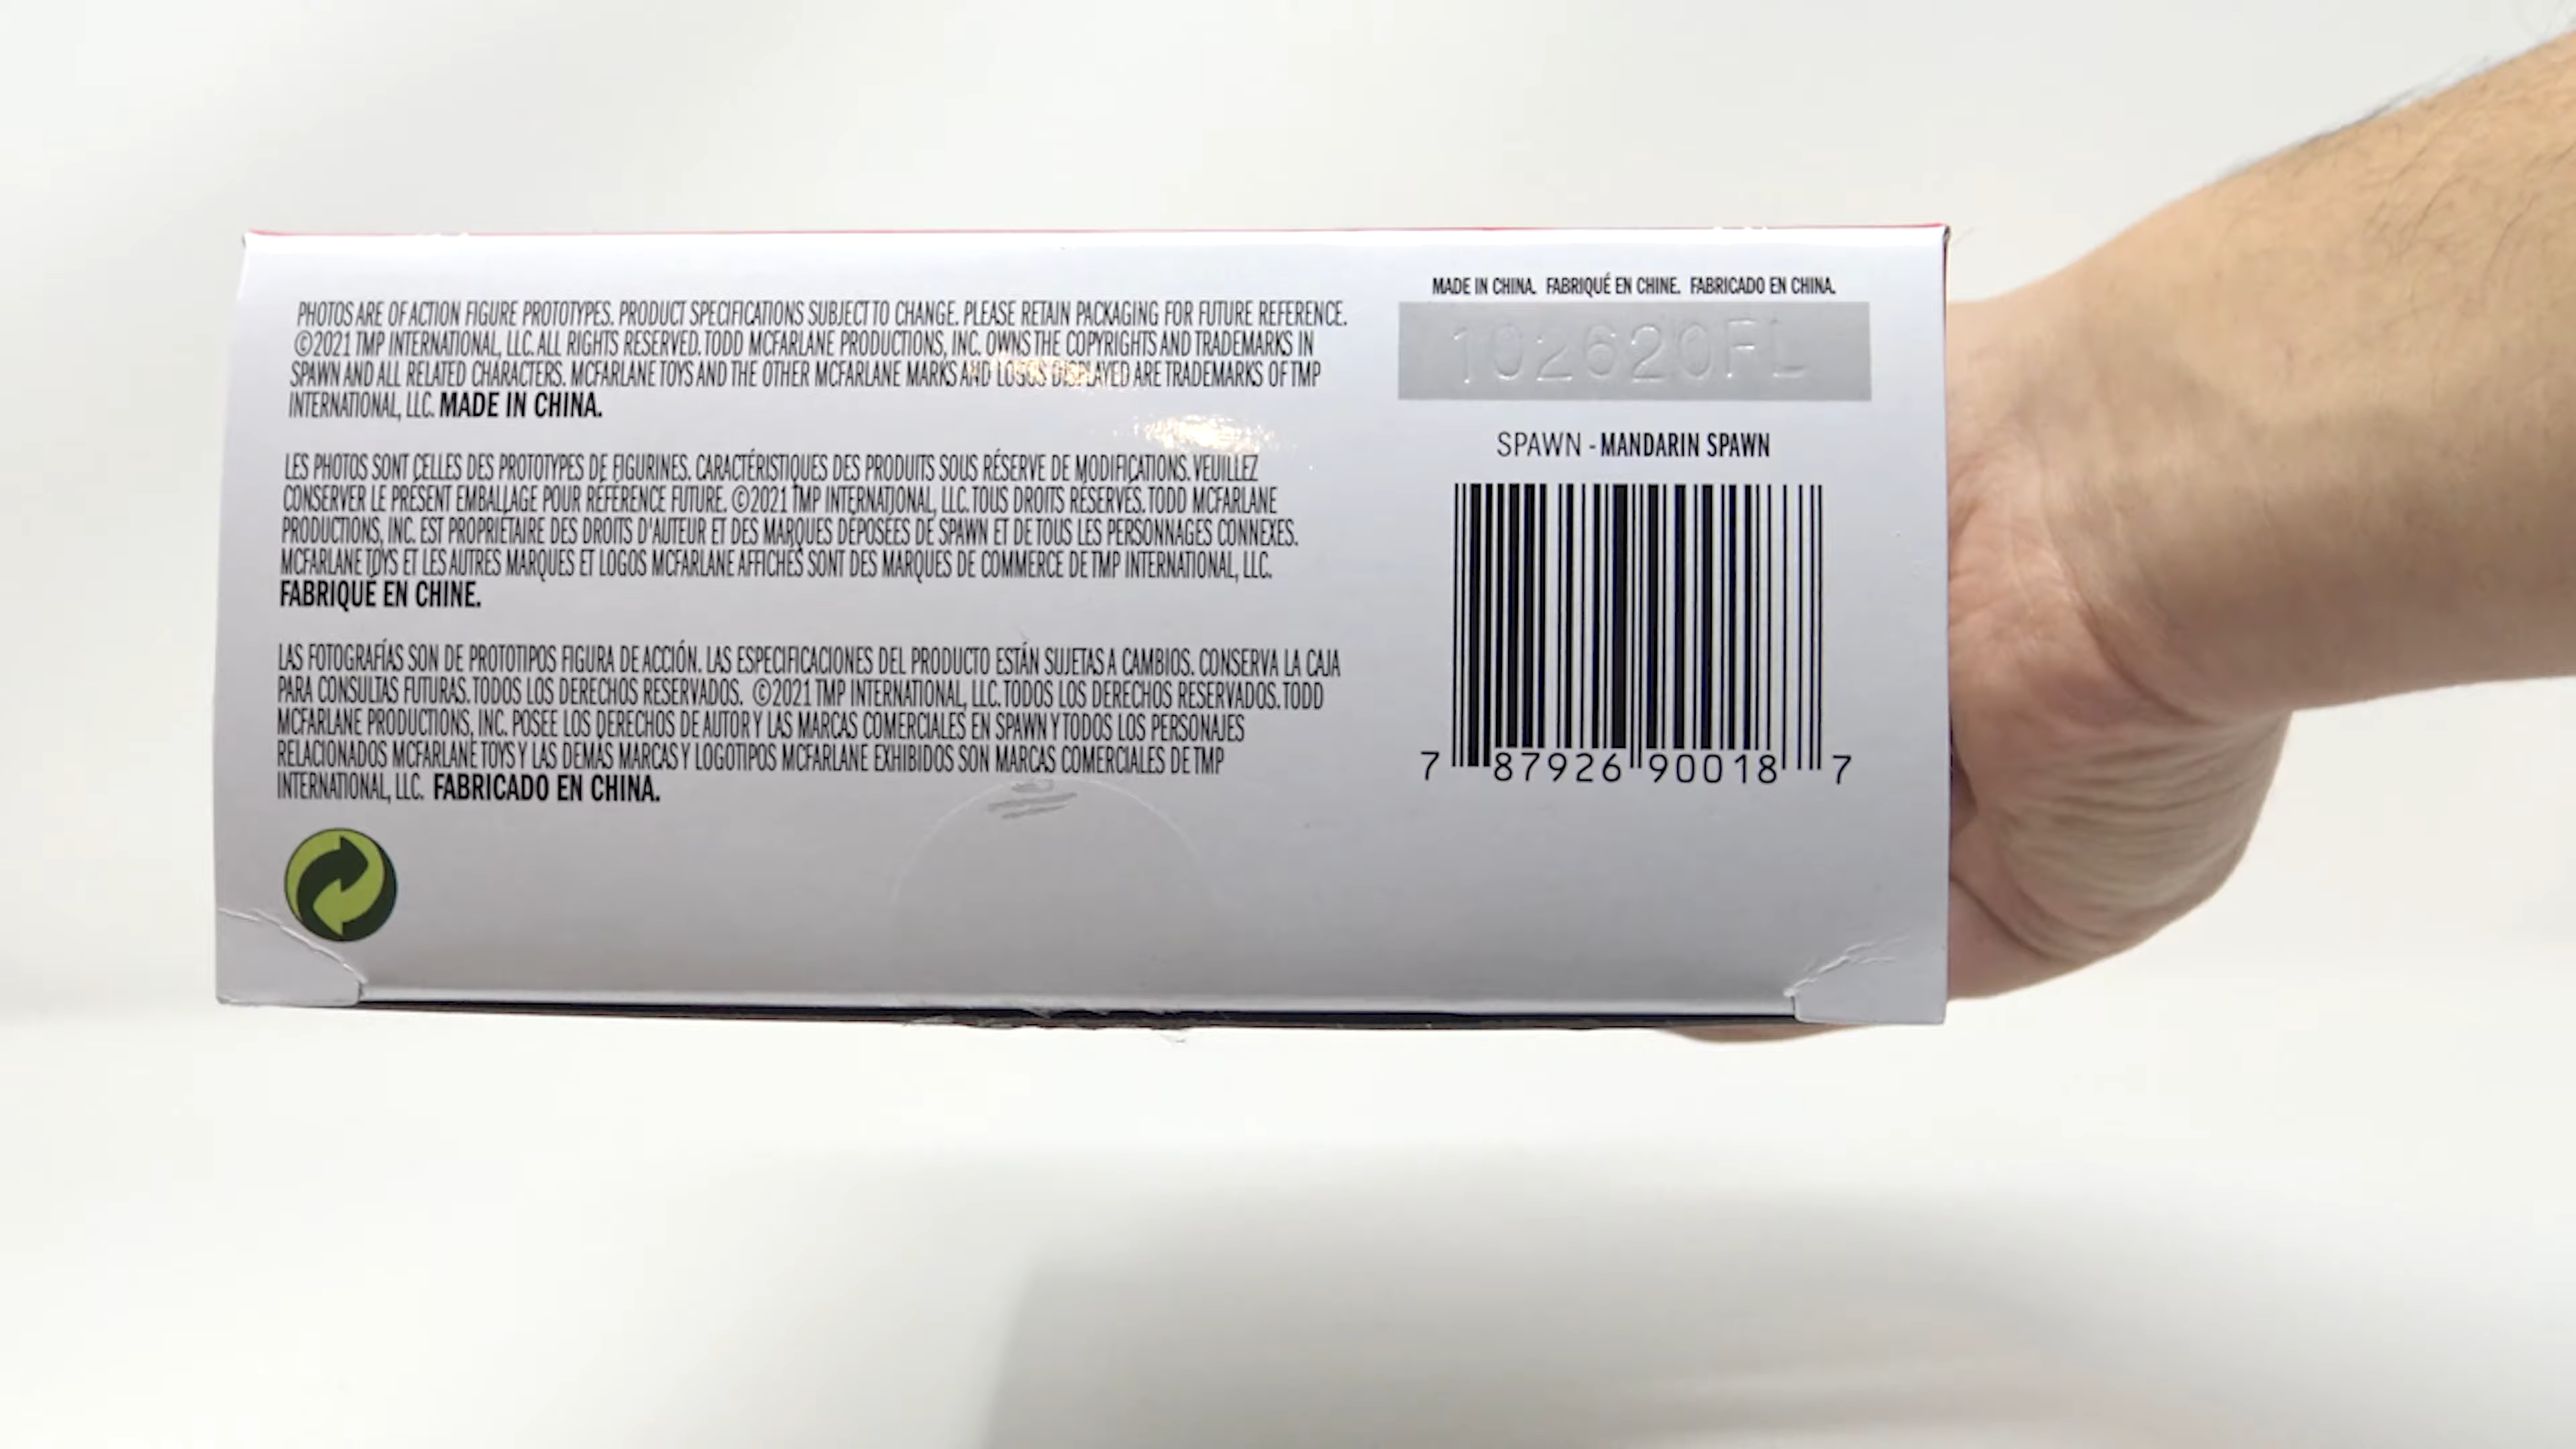 PHOTOS ARE OF ACTION FIGURE PROTOTYPES. PRODUCT SPECIFICATIONS SUBJECT TO CHANGE. PLEASE RETAIN PACKAGING FOR FUTURE REFERENCE.
©2021 TMP INTERNATIONAL, LLC. ALL RIGHTS RESERVED. TODD MCFARLANE PRODUCTIONS, INC. OWNS THE COPYRIGHTS AND TRADEMARKS IN
SPAWN AND ALL RELATED CHARACTERS. MCFARLANE TOYS AND THE OTHER MCFARLANE MARKS AND LOGOS DISPLAYED ARE TRADEMARKS OF TMP
INTERNATIONAL, LLC. MADE IN CHINA.
LES PHOTOS SONT CELLES DES PROTOTYPES DE FIGURINES. CARACTÉRISTIQUES DES PRODUITS SOUS RÉSERVE DE MODIFICATIONS. VEUILLEZ
CONSERVER LE PRÉSENT EMBALLAGE POUR RÉFÉRENCE FUTURE. ©2021 TMP INTERNATIONAL, LLC. TOUS DROITS RÉSERVÉS. TODD MCFARLANE
PRODUCTIONS, INC. EST PROPRIÉTAIRE DES DROITS D'AUTEUR ET DES MARQUES DÉPOSÉES DE SPAWN ET DE TOUS LES PERSONNAGES CONNEXES.
MCFARLANE TOYS ET LES AUTRES MARQUES ET LOGOS MCFARLANE AFFICHÉS SONT DES MARQUES DE COMMERCE DE TMP INTERNATIONAL, LLC.
FABRIQUÉ EN CHINE.
LAS FOTOGRAFÍAS SON DE PROTOTIPOS FIGURA DE ACCIÓN. LAS ESPECIFICACIONES DEL PRODUCTO ESTÁN SUJETAS A CAMBIOS. CONSERVA LA CAJA
PARA CONSULTAS FUTURAS. TODOS LOS DERECHOS RESERVADOS. ©2021 TMP INTERNATIONAL, LLC. TODOS LOS DERECHOS RESERVADOS. TODD
MCFARLANE PRODUCTIONS, INC. POSEE LOS DERECHOS DE AUTOR Y LAS MARCAS COMERCIALES EN SPAWN Y TODOS LOS PERSONAJES
RELACIONADOS MCFARLANE TOYS Y LAS DEMÁS MARCAS Y LOGOTIPOS MCFARLANE EXHIBIDOS SON MARCAS COMERCIALES DE TMP
INTERNATIONAL, LLC. FABRICADO EN CHINA.
MADE IN CHINA. FABRIQUÉ EN CHINE. FABRICADO EN CHINA.
102620FL
SPAWN - MANDARIN SPAWN
7 87926 90018 7